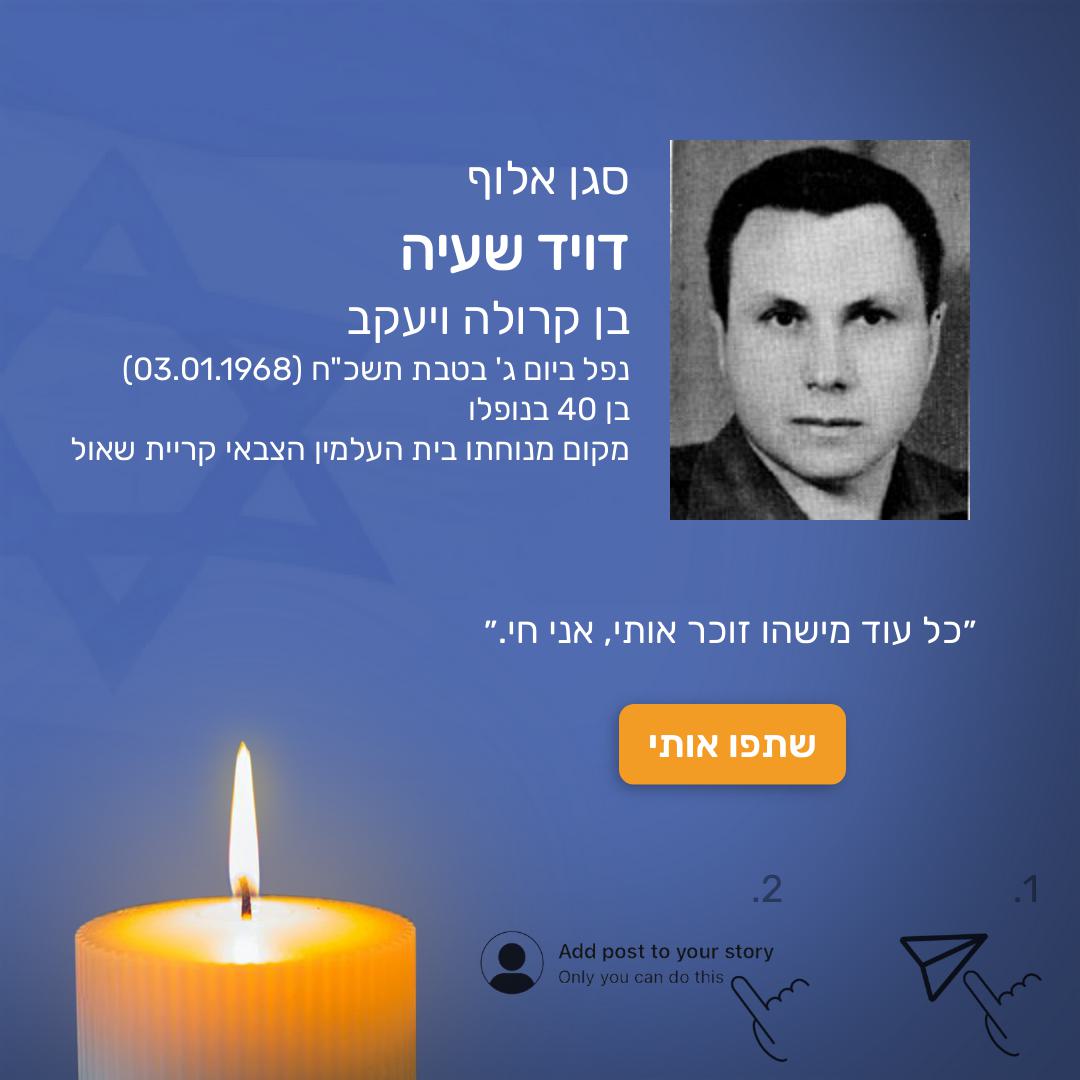 סגן אלוף
דויד שעיה
בן קרולה ויעקב
נפל ביום ג' בטבת תשכ"ח (03.01.1968)
בן 40 בנופלו
מקום מנוחתו בית העלמין הצבאי קריית שאול
״כל עוד מישהו זוכר אותי, אני חי.״
שתפו אותי
1.
2.
Add post to your story
Only you can do this